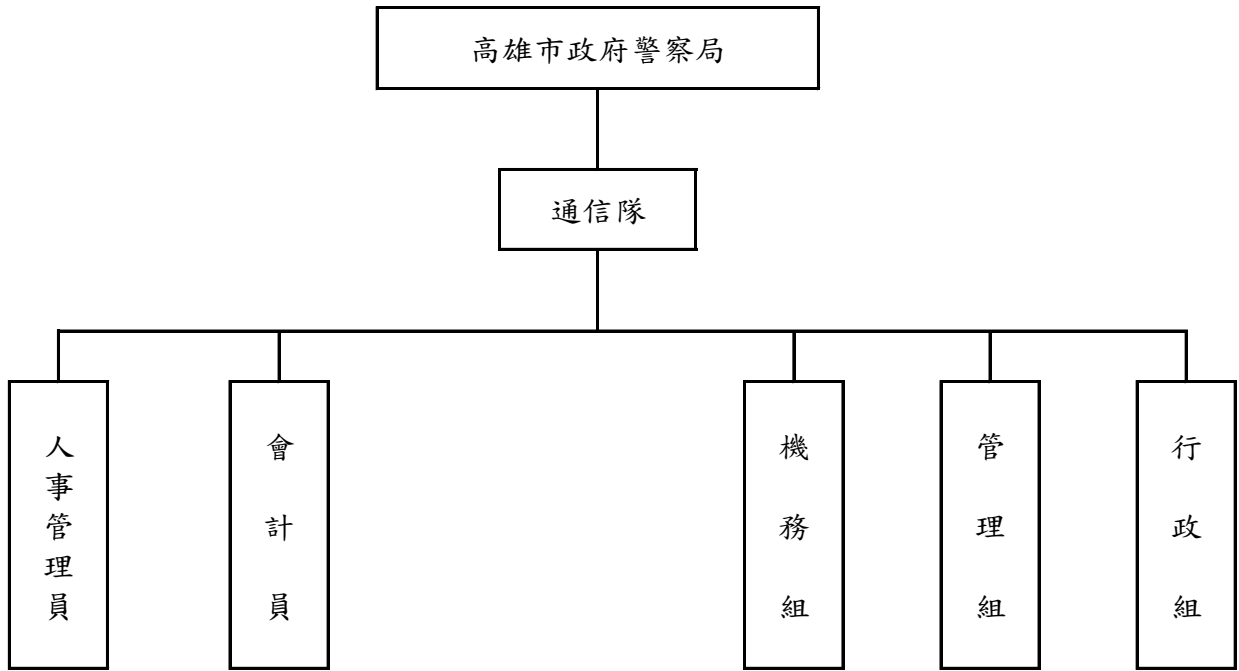 高雄市政府警察局
通信隊
人事管理員
會計員
機務組
管理組
行政組